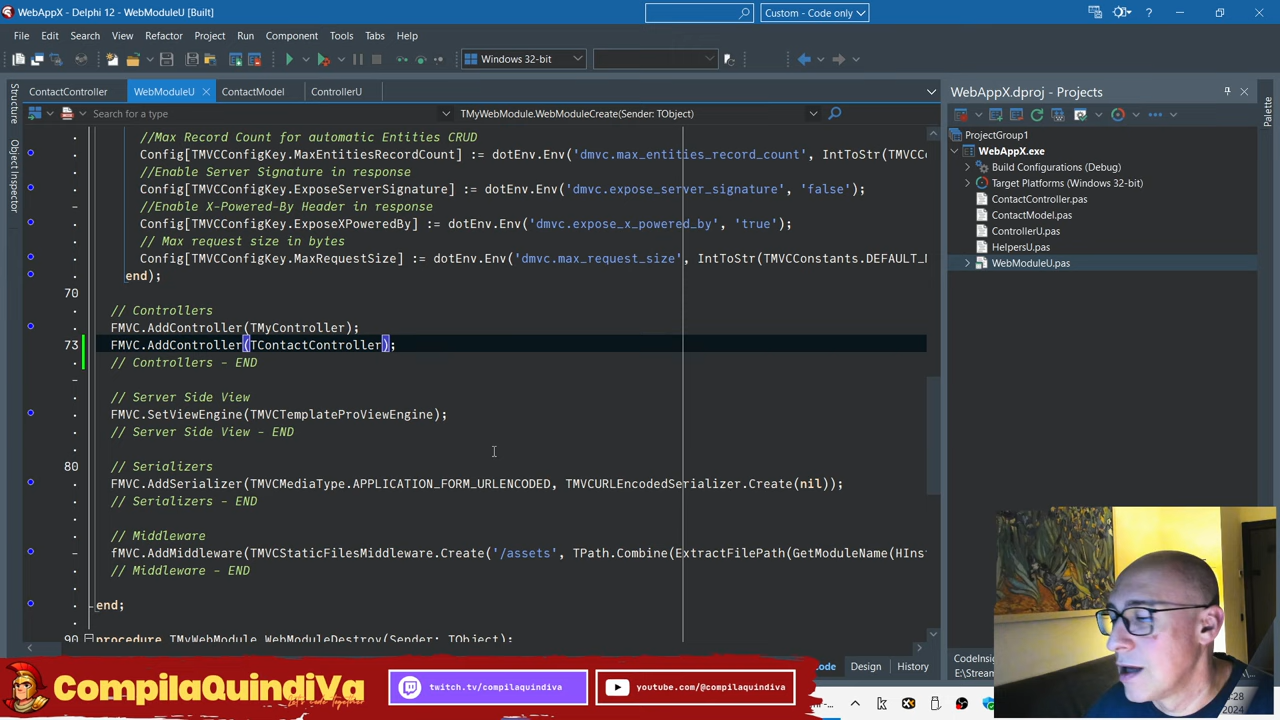 WebAppX - Delphi 12 - WebModuleU [Built]
Custom - Code only
File Edit Search View Refactor Project Run Component Tools Tabs Help
Windows 32-bit
ContactController WebModuleU ContactModel ControllerU
Search for a type
TMyWebModule.WebModuleCreate(Sender: TObject)
Structure
Object Inspector
//Max Record Count for automatic Entities CRUD
Config[TMVCConfigKey.MaxEntitiesRecordCount] := dotEnv.Env('dmvc.max_entities_record_count', IntToStr(TMVCC
//Enable Server Signature in response
Config[TMVCConfigKey.ExposeServerSignature] := dotEnv.Env('dmvc.expose_server_signature', 'false');
//Enable X-Powered-By Header in response
Config[TMVCConfigKey.ExposeXPoweredBy] := dotEnv.Env('dmvc.expose_x_powered_by', 'true');
// Max request size in bytes
Config[TMVCConfigKey.MaxRequestSize] := dotEnv.Env('dmvc.max_request_size', IntToStr(TMVCConstants.DEFAULT_M
end);
70
// Controllers
FMVC.AddController(TMyController);
73 FMVC.AddController(TContactController);
// Controllers - END
// Server Side View
FMVC.SetViewEngine(TMVCTemplateProViewEngine);
// Server Side View - END
80 // Serializers
FMVC.AddSerializer(TMVCMediaType.APPLICATION_FORM_URLENCODED, TMVCURLEncodedSerializer.Create(nil));
// Serializers - END
// Middleware
fMVC.AddMiddleware(TMVCStaticFilesMiddleware.Create('/assets', TPath.Combine(ExtractFilePath(GetModuleName(HInst
// Middleware - END
end;
90 procedure TMyWebModule.WebModuleDestroy(Sender: TObject);
Code Design History
WebAppX.dproj - Projects
Palette
ProjectGroup1
WebAppX.exe
Build Configurations (Debug)
Target Platforms (Windows 32-bit)
ContactController.pas
ContactModel.pas
ControllerU.pas
HelpersU.pas
WebModuleU.pas
CodeInsig
E:\Stream
CompilaQuindiVa
Let's code Together
twitch.tv/compilaquindiva
youtube.com/@compilaquindiva
:28
2024